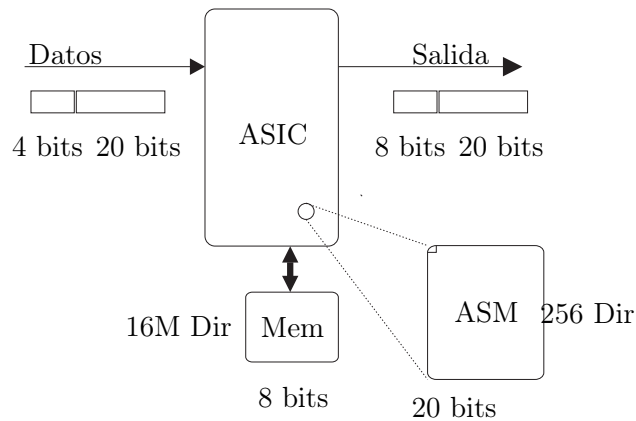 Datos
Salida
4 bits 20 bits
ASIC
8 bits 20 bits
16M Dir
Mem
ASM
256 Dir
8 bits
20 bits